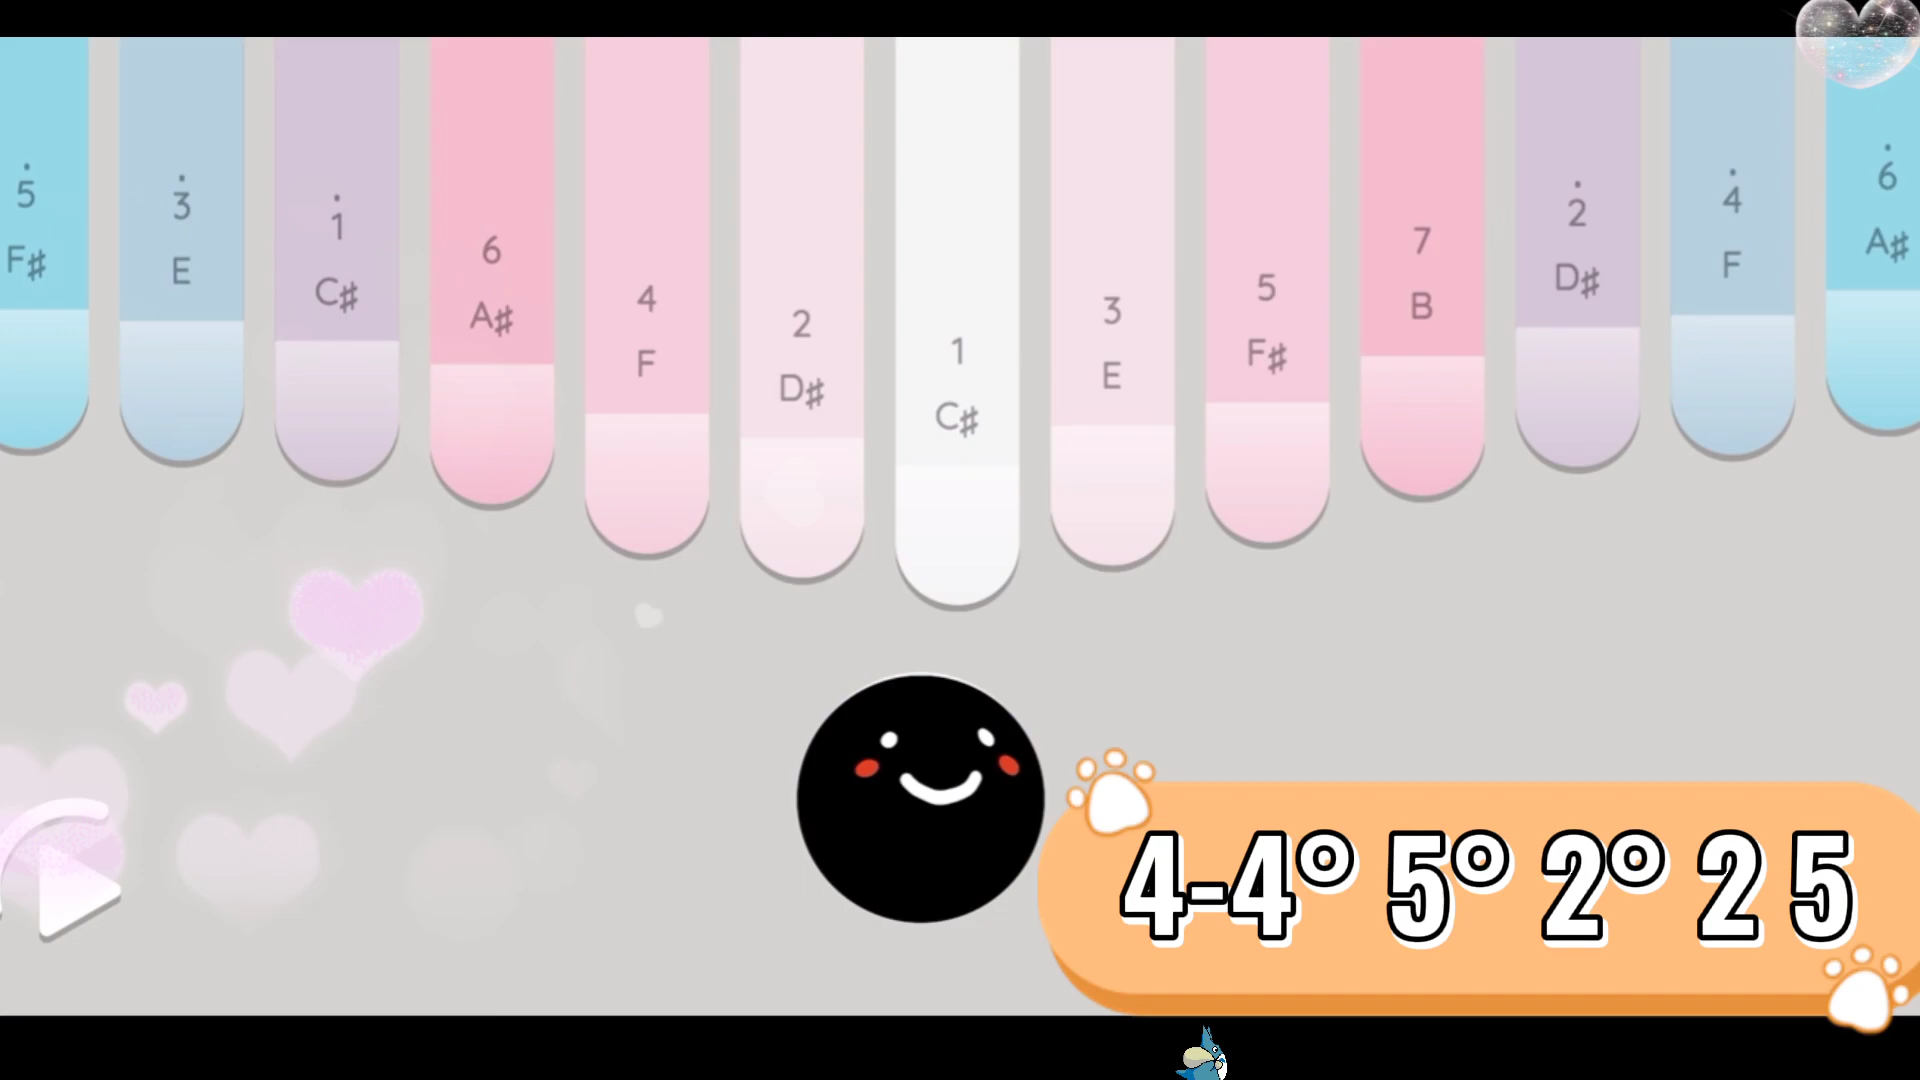 5̇ 3̇ 1̇ 6 4 2 1 3 5 7 2̇ 4̇ 6̇
F♯ E C♯ A♯ F D♯ C♯ E F♯ B D♯ F A♯
4-4° 5° 2° 2 5